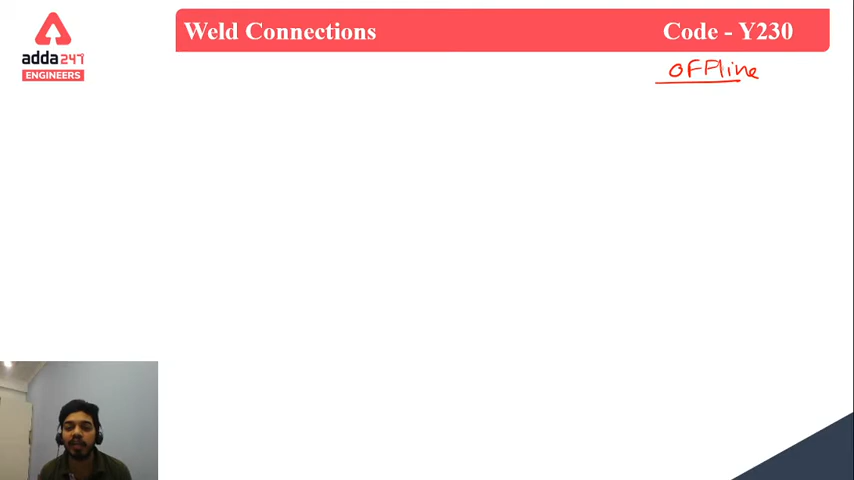 Weld Connections Code - Y230
adda247
ENGINEERS
OFFline